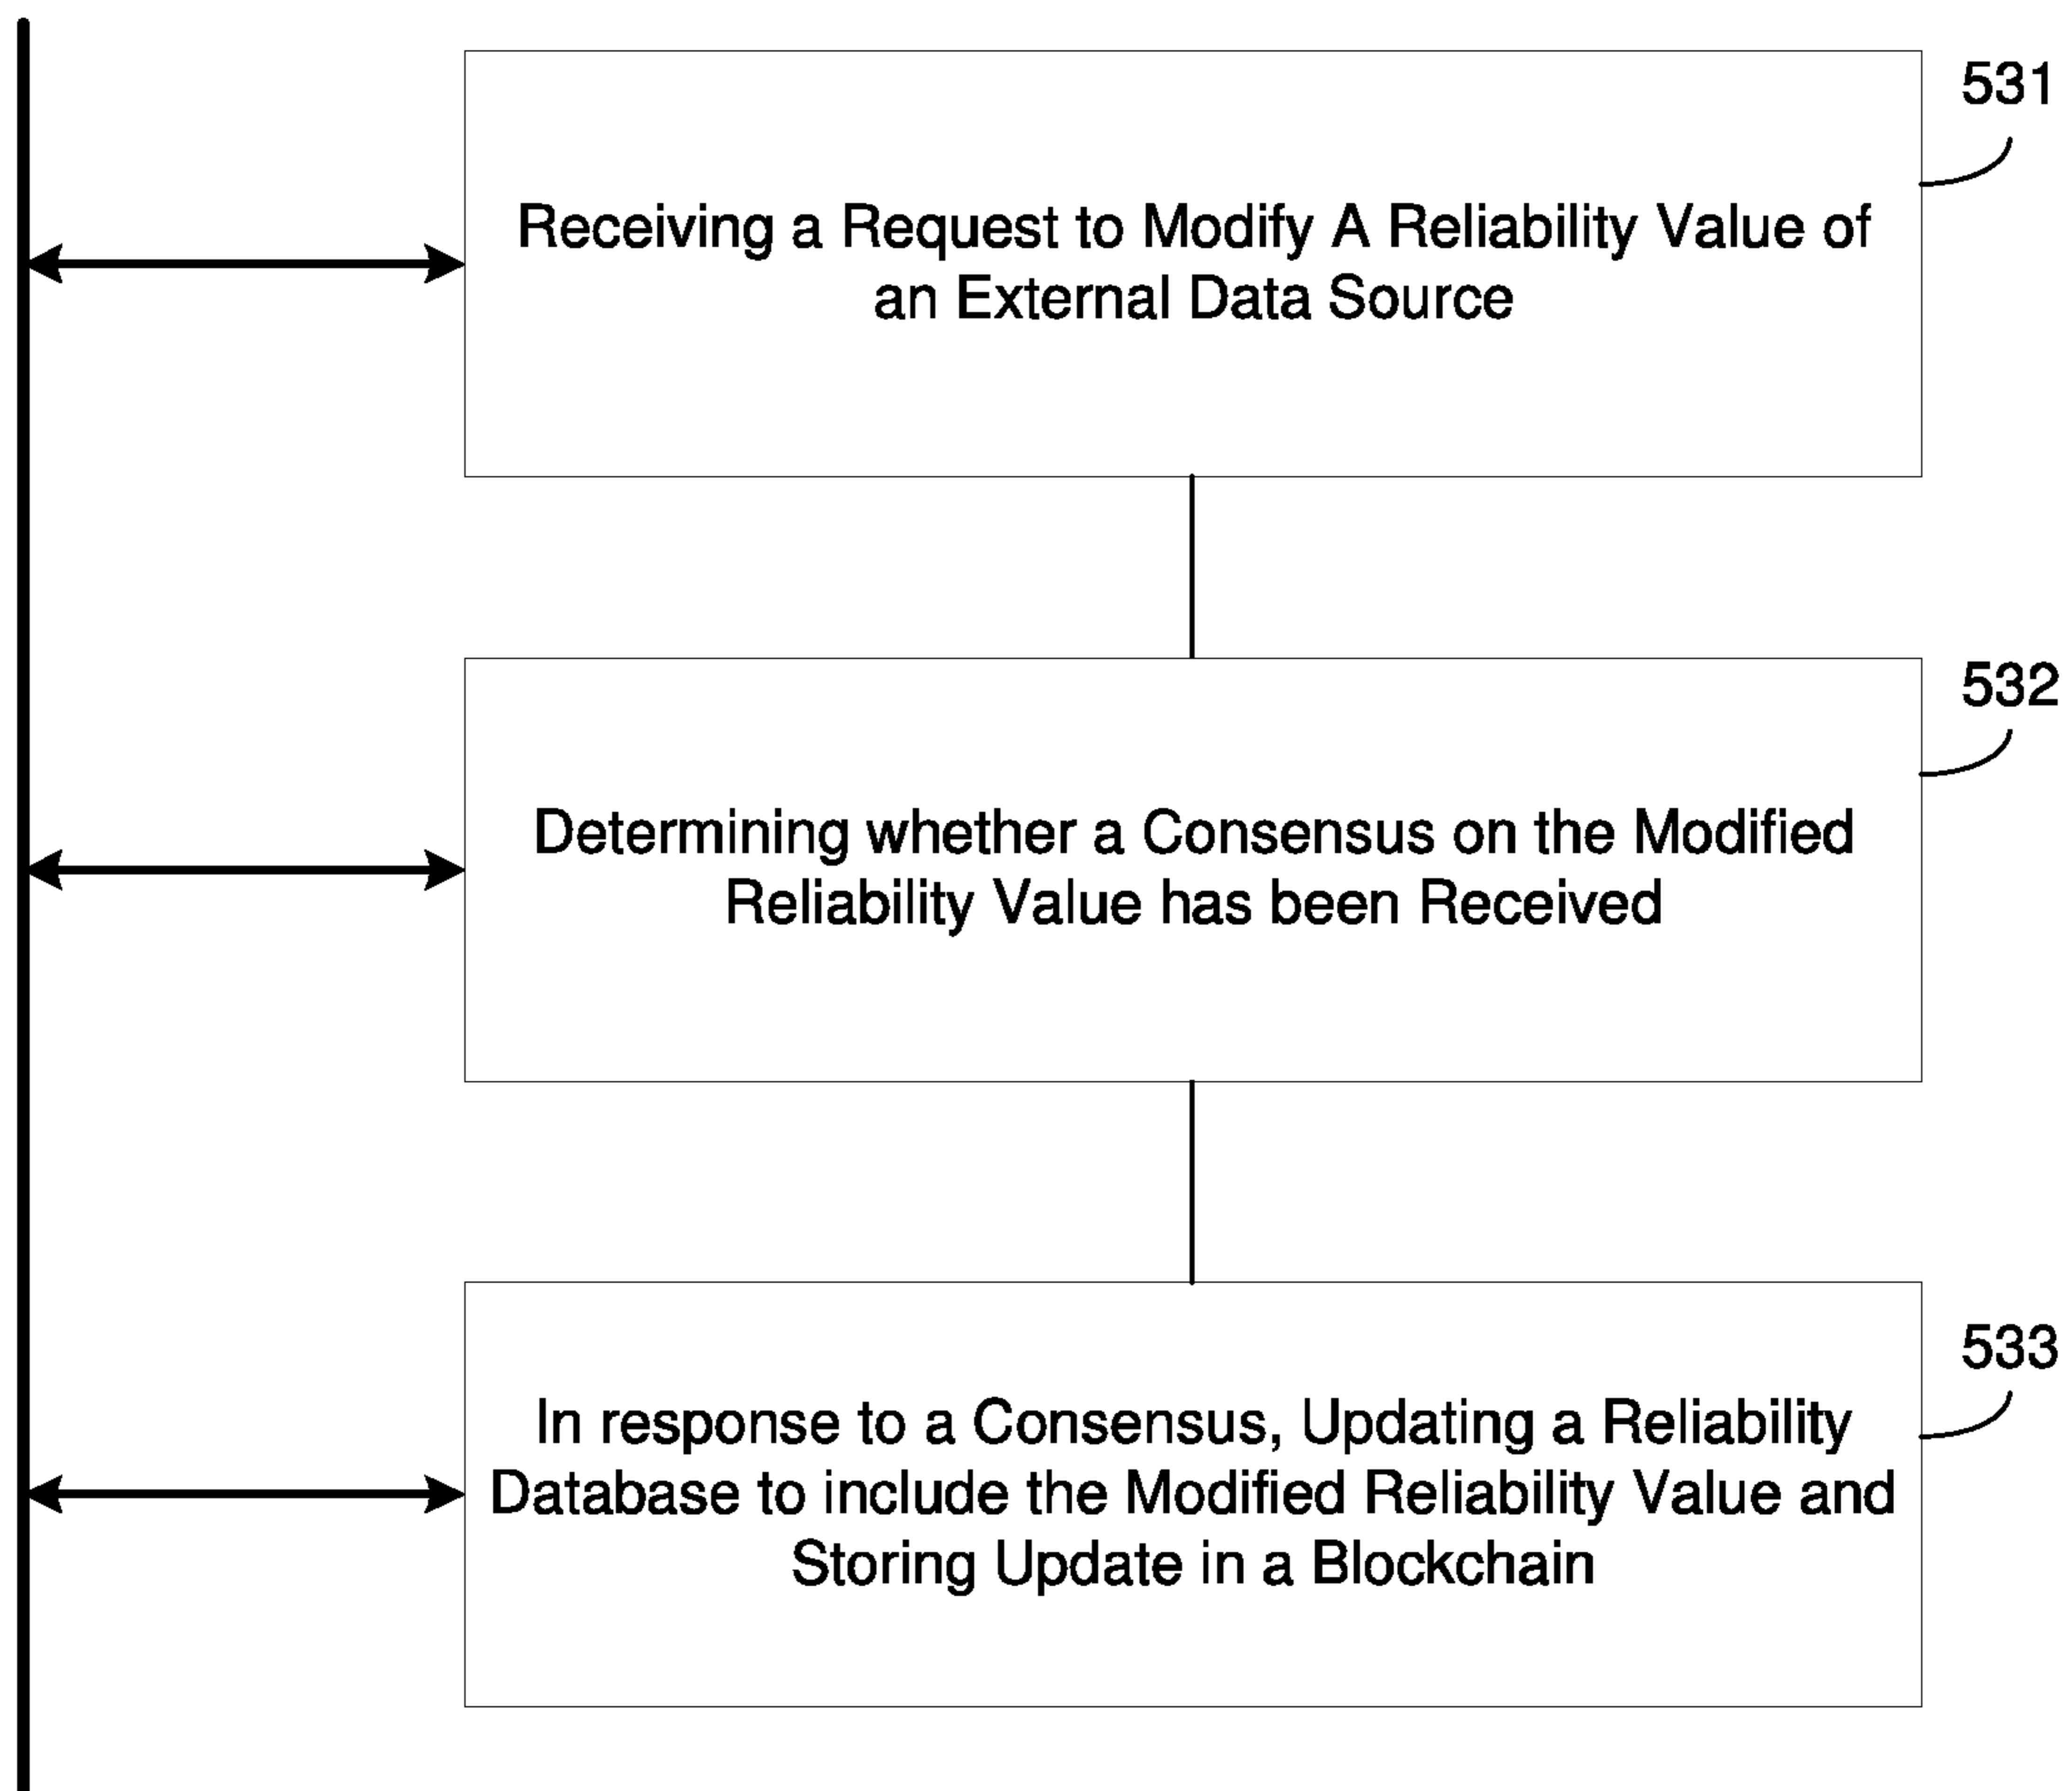 531
Receiving a Request to Modify A Reliability Value of
an External Data Source
532
Determining whether a Consensus on the Modified
Reliability Value has been Received
533
In response to a Consensus, Updating a Reliability
Database to include the Modified Reliability Value and
Storing Update in a Blockchain